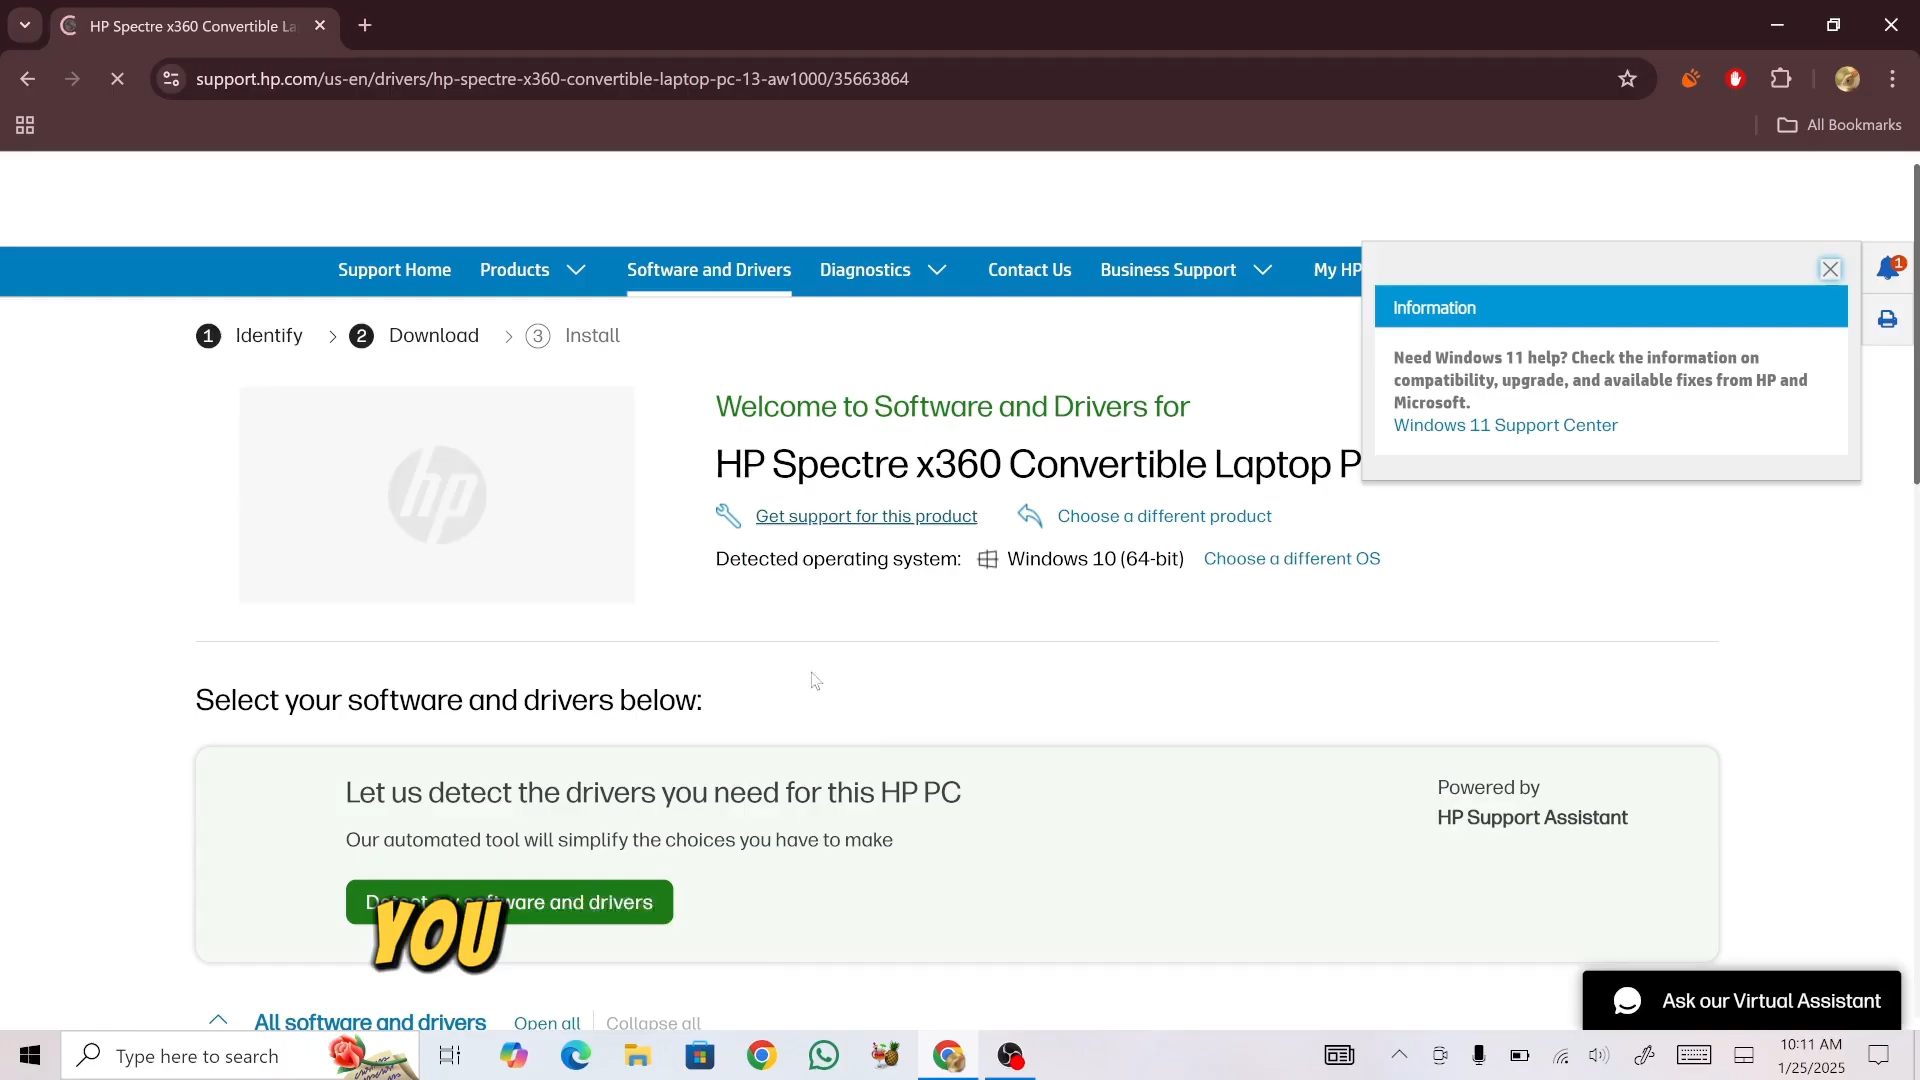 HP Spectre x360 Convertible La
support.hp.com/us-en/drivers/hp-spectre-x360-convertible-laptop-pc-13-aw1000/35663864
All Bookmarks
Support Home Products Software and Drivers Diagnostics Contact Us Business Support My HP
1
1 Identify 2 Download 3 Install
Information
Need Windows 11 help? Check the information on
compatibility, upgrade, and available fixes from HP and
Microsoft.
Windows 11 Support Center
hp
Welcome to Software and Drivers for
HP Spectre x360 Convertible Laptop P
Get support for this product Choose a different product
Detected operating system: Windows 10 (64-bit) Choose a different OS
Select your software and drivers below:
Let us detect the drivers you need for this HP PC
Our automated tool will simplify the choices you have to make
Powered by
HP Support Assistant
software and drivers
YOU
Ask our Virtual Assistant
All software and drivers Open all Collapse all
Type here to search
10:11 AM
1/25/2025